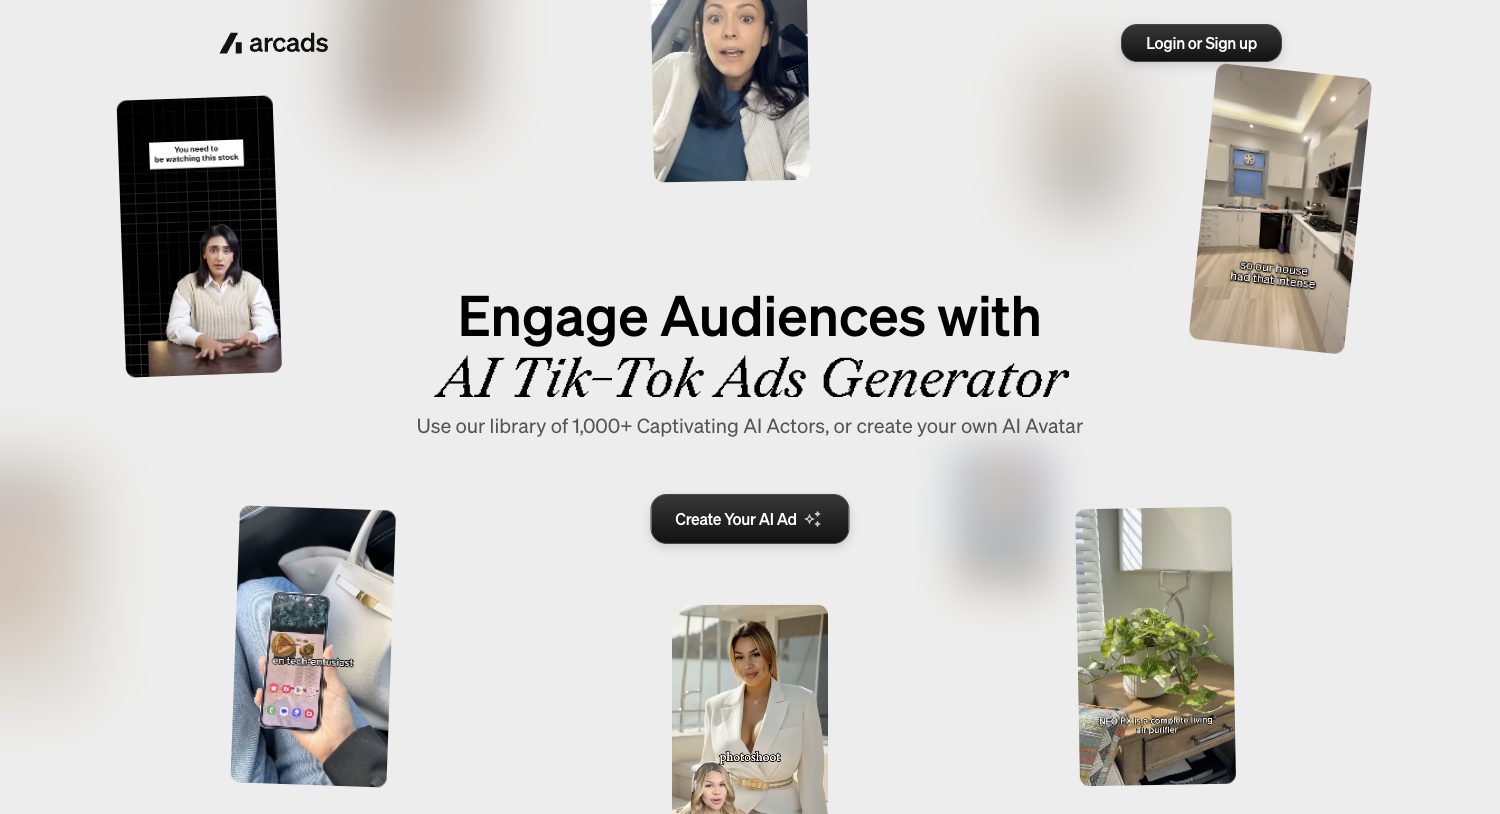 arcads
Login or Sign up
You need to
be watching this stock
so our house
had that intense
Engage Audiences with
AI Tik-Tok Ads Generator
Use our library of 1,000+ Captivating AI Actors, or create your own AI Avatar
Create Your AI Ad
en tech-entusiast
photoshoot
NEO PX is a complete living
air purifier